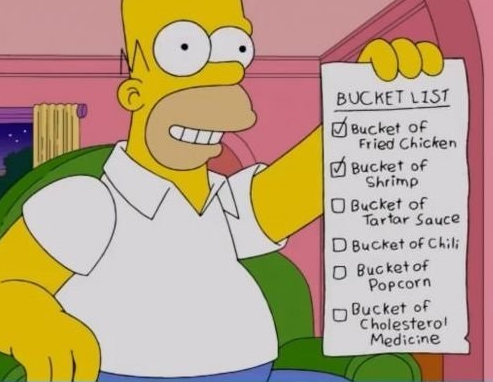 BUCKET LIST
Bucket of
Fried Chicken
Bucket of
Shrimp
Bucket of
Tartar Sauce
Bucket of Chili
Bucket of
Popcorn
Bucket of
Cholesterol
Medicine